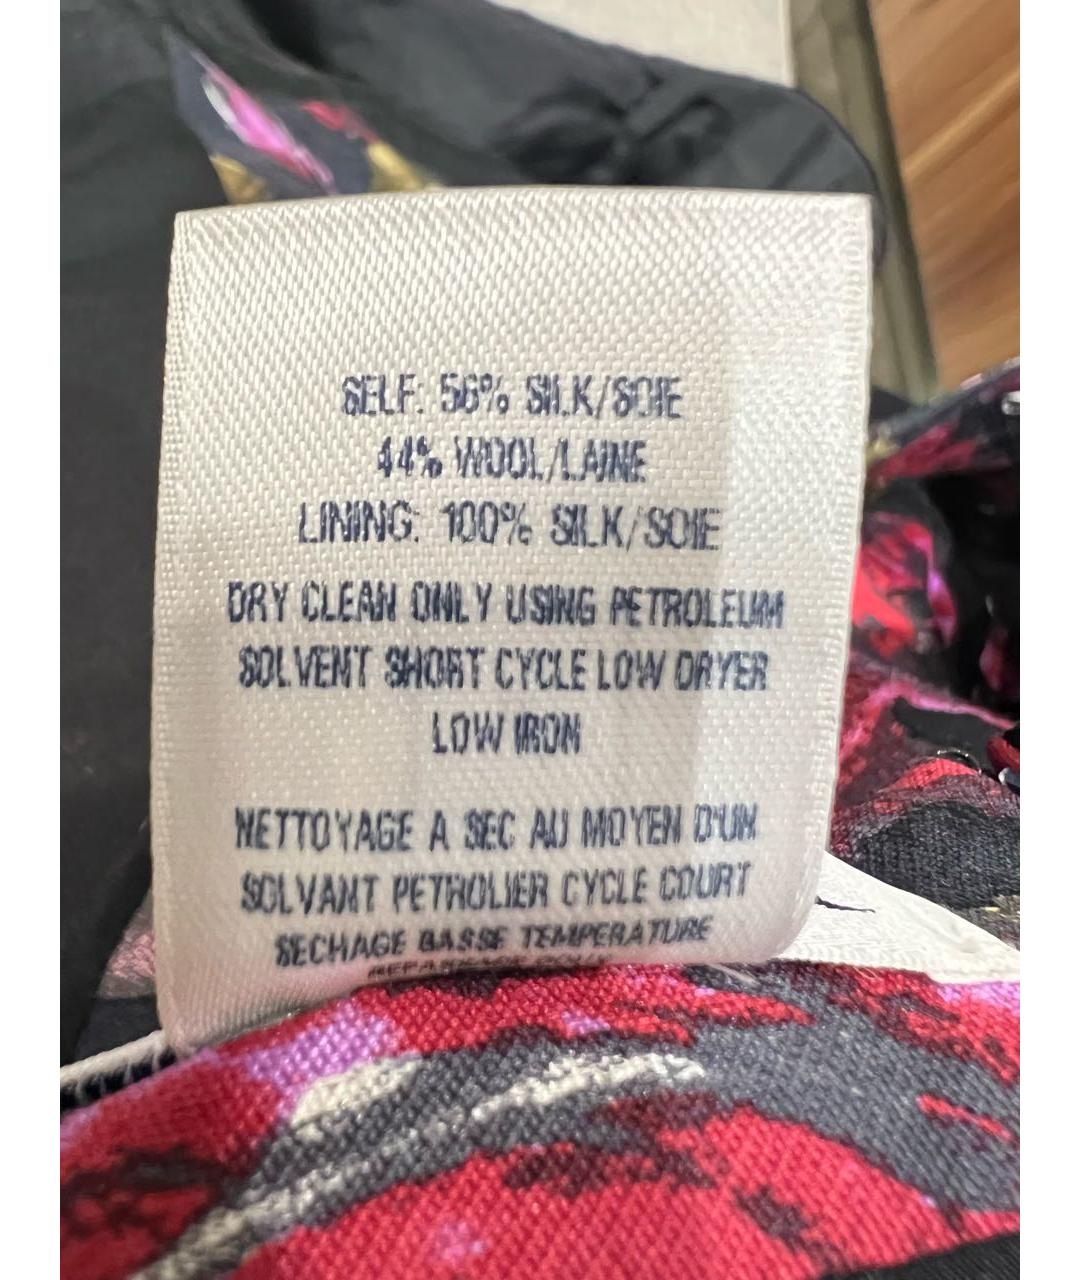 SELF: 56% SILK/SOIE
44% WOOL/LAINE
LINING: 100% SILK/SOIE
DRY CLEAN ONLY USING PETROLEUM
SOLVENT SHORT CYCLE LOW DRYER
LOW IRON
NETTOYAGE A SEC AU MOYEN D'UN
SOLVANT PETROLIER CYCLE COURT
SECHAGE BASSE TEMPERATURE